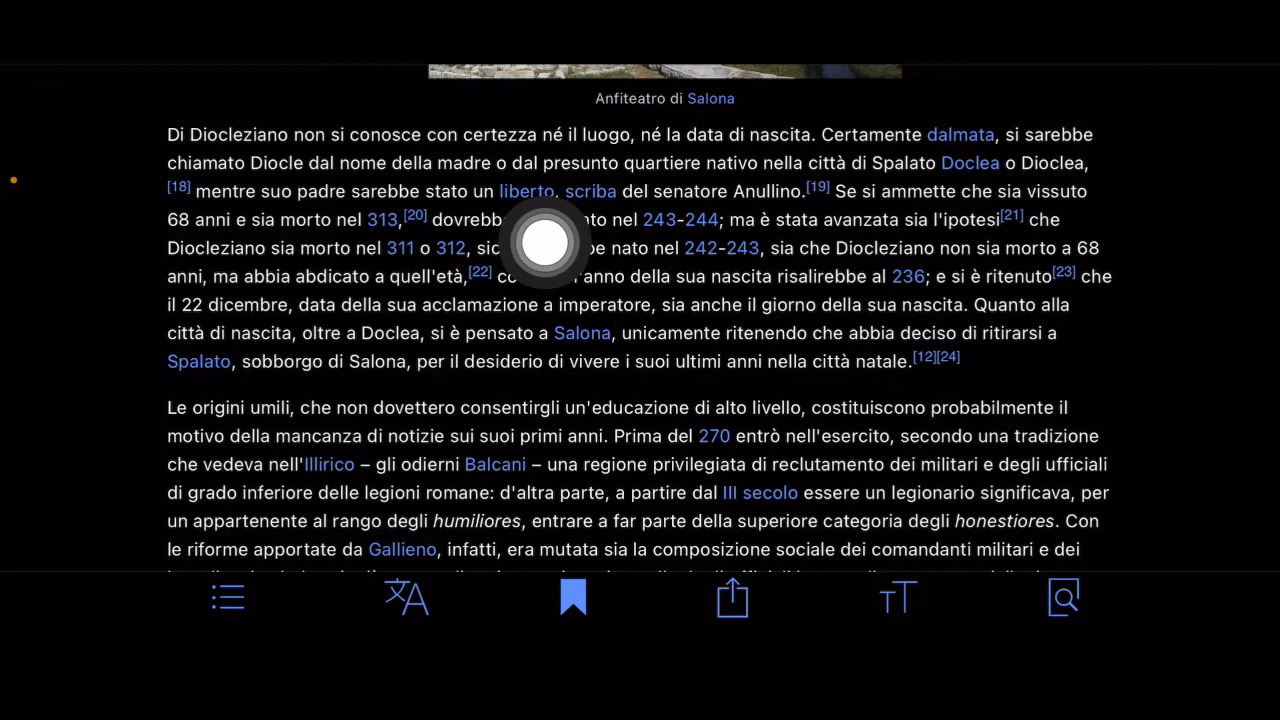 Anfiteatro di Salona
Di Diocleziano non si conosce con certezza né il luogo, né la data di nascita. Certamente dalmata, si sarebbe
chiamato Diocle dal nome della madre o dal presunto quartiere nativo nella città di Spalato Doclea o Dioclea,
[18] mentre suo padre sarebbe stato un liberto, scriba del senatore Anullino.[19] Se si ammette che sia vissuto
68 anni e sia morto nel 313,[20] nel 243-244; ma è stata avanzata sia l'ipotesi[21] che
Diocleziano sia morto nel 311 o 312, nato nel 242-243, sia che Diocleziano non sia morto a 68
anni, ma abbia abdicato a quell'età,[22] l'anno della sua nascita risalirebbe al 236; e si è ritenuto[23] che
il 22 dicembre, data della sua acclamazione a imperatore, sia anche il giorno della sua nascita. Quanto alla
città di nascita, oltre a Doclea, si è pensato a Salona, unicamente ritenendo che abbia deciso di ritirarsi a
Spalato, sobborgo di Salona, per il desiderio di vivere i suoi ultimi anni nella città natale.[12][24]
Le origini umili, che non dovettero consentirgli un'educazione di alto livello, costituiscono probabilmente il
motivo della mancanza di notizie sui suoi primi anni. Prima del 270 entrò nell'esercito, secondo una tradizione
che vedeva nell'Illirico – gli odierni Balcani – una regione privilegiata di reclutamento dei militari e degli ufficiali
di grado inferiore delle legioni romane: d'altra parte, a partire dal III secolo essere un legionario significava, per
un appartenente al rango degli humiliores, entrare a far parte della superiore categoria degli honestiores. Con
le riforme apportate da Gallieno, infatti, era mutata sia la composizione sociale dei comandanti militari e dei